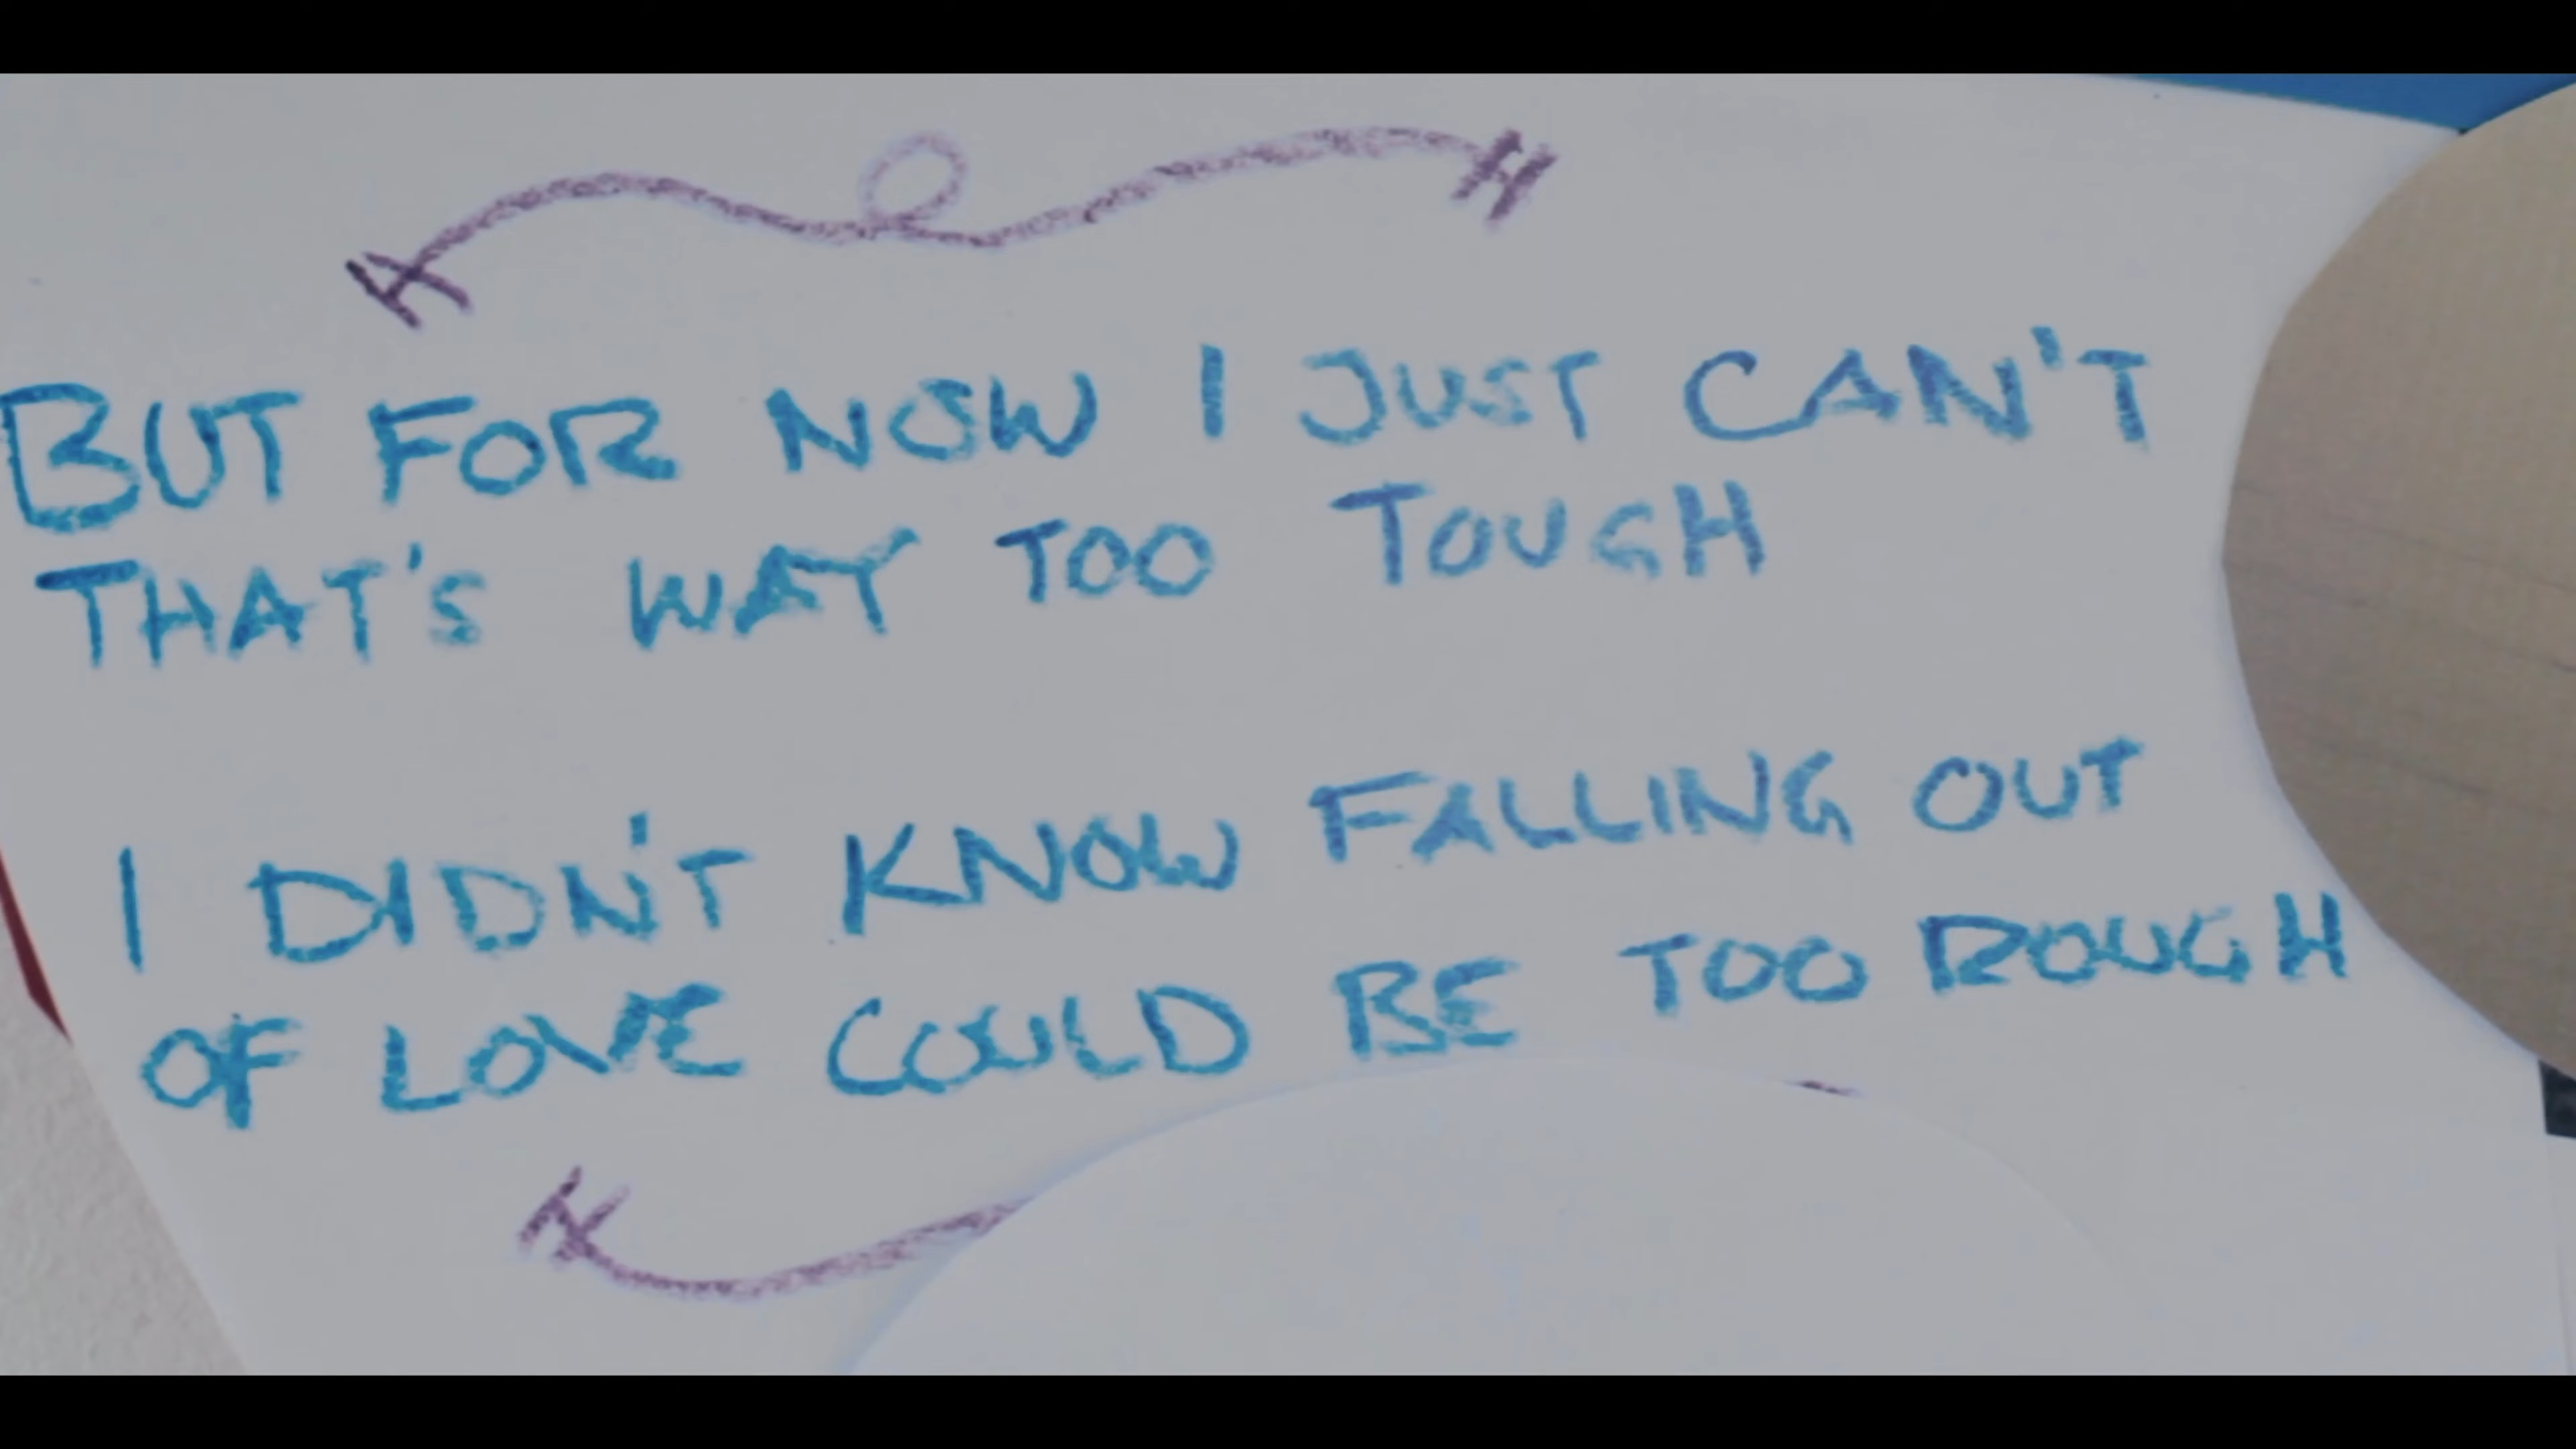 BUT FOR NOW I JUST CAN'T
THAT'S WAY TOO TOUGH
I DIDN'T KNOW FALLING OUT
OF LOVE COULD BE TOO ROUGH